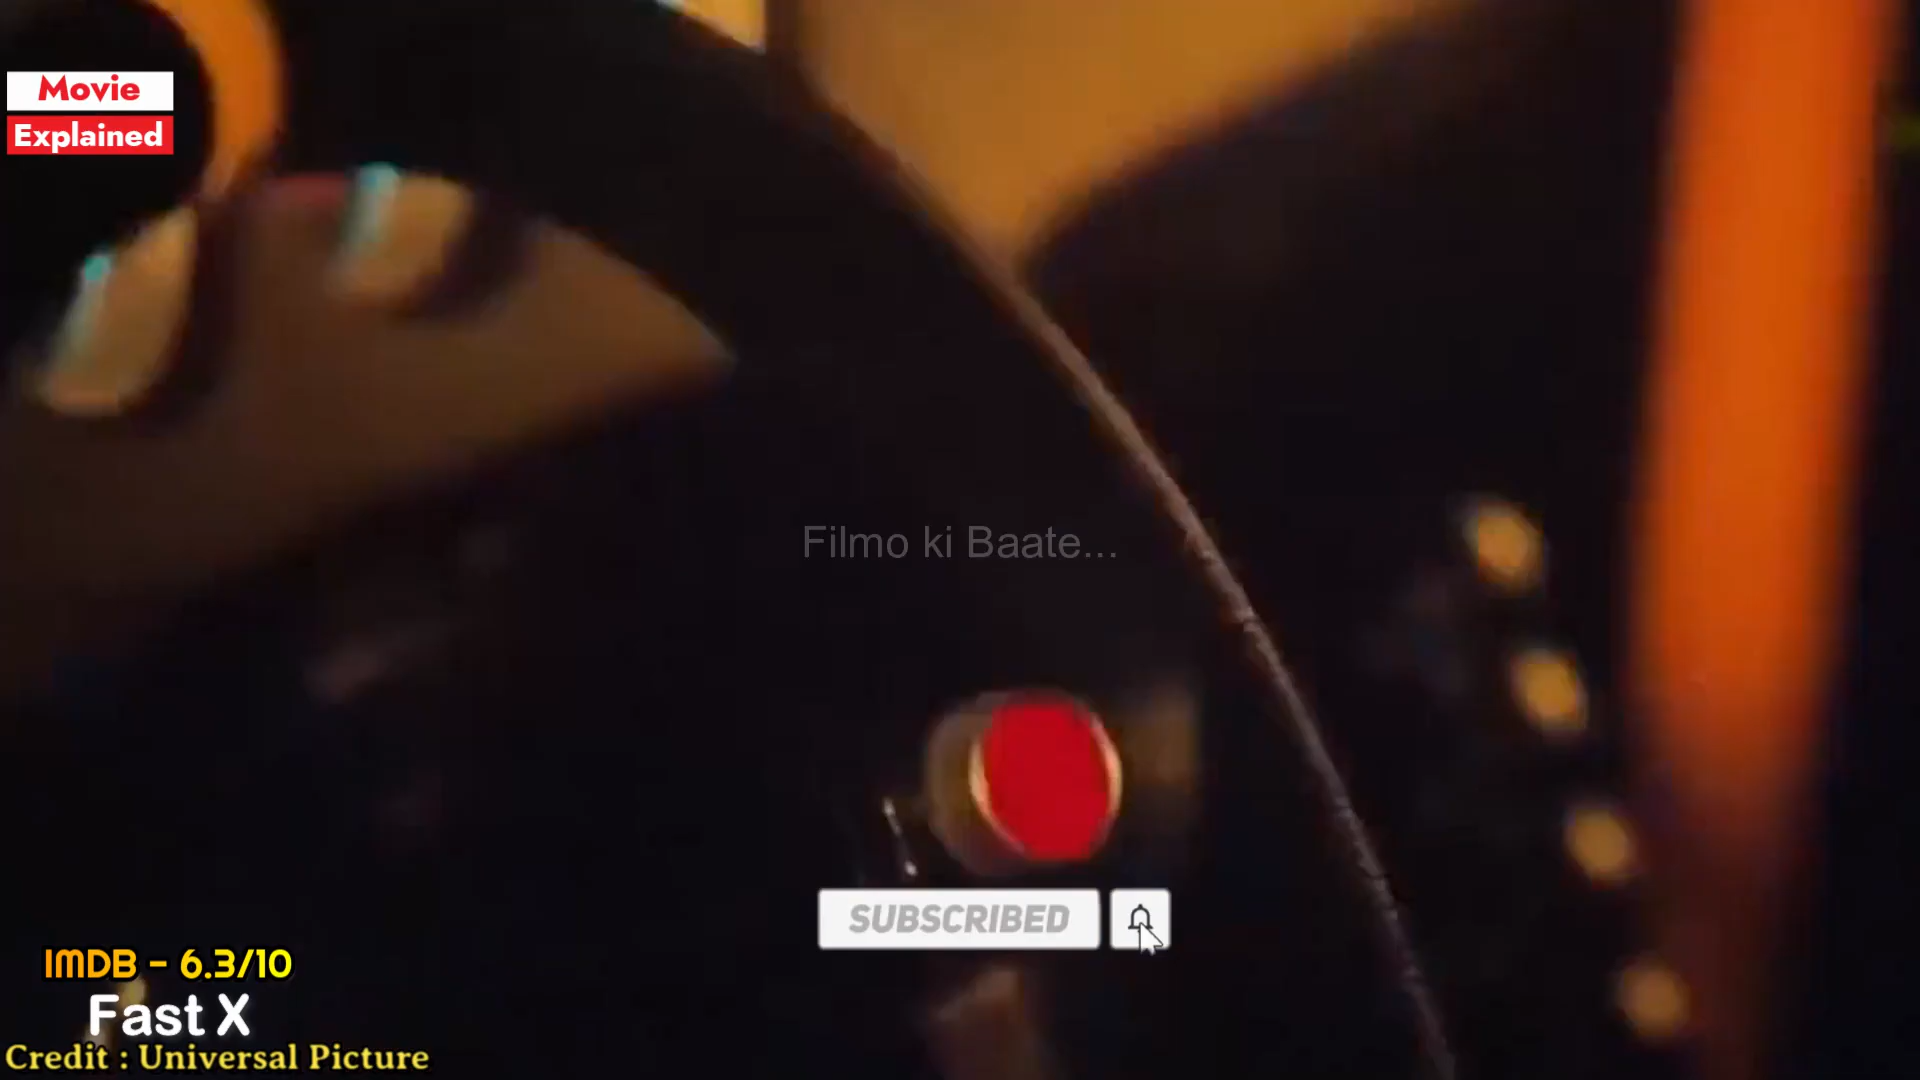 Movie
Explained
Filmo ki Baate...
SUBSCRIBED
IMDB - 6.3/10
Fast X
Credit : Universal Picture